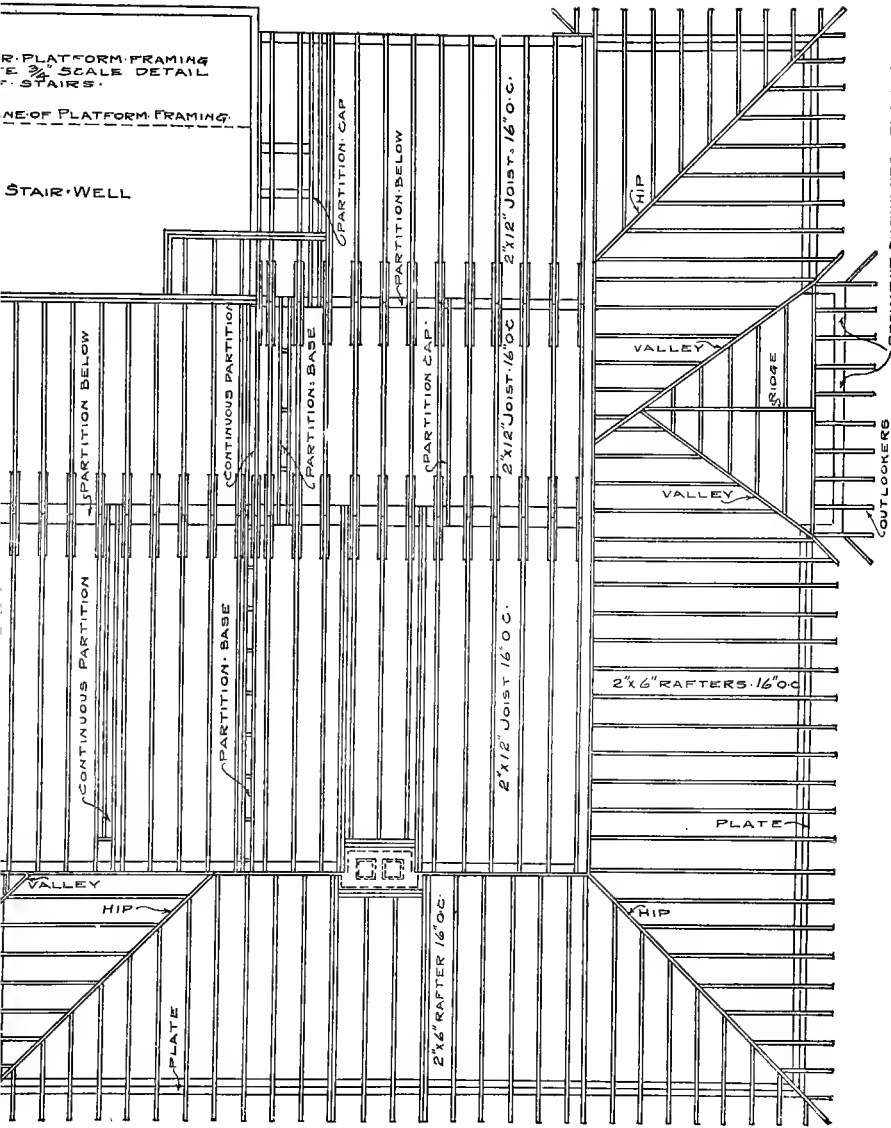 R·PLATFORM·FRAMING
E 3/4" SCALE DETAIL
STAIRS·
NE·OF PLATFORM·FRAMING·
STAIR·WELL
PARTITION·CAP
PARTITION·BELOW
2"X12" JOIST·16"O·C·
HIP
PARTITION BELOW
CONTINUOUS PARTITION
PARTITION·BASE
PARTITION CAP·
2"X12" JOIST·16"O·C
VALLEY
RIDGE
VALLEY
OUTLOOKERS
CONTINUOUS PARTITION
PARTITION·BASE
2"X12" JOIST 16"O·C·
2"X6" RAFTERS·16"O·C
PLATE
VALLEY
HIP
2"X6" RAFTER 16"O·C·
HIP
PLATE